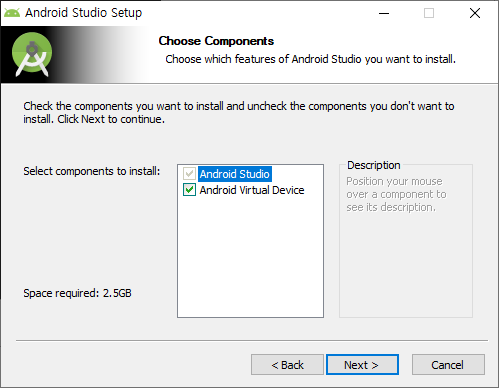 Android Studio Setup
Choose Components
Choose which features of Android Studio you want to install.
Check the components you want to install and uncheck the components you don't want to
install. Click Next to continue.
Select components to install:
Android Studio
Android Virtual Device
Description
Position your mouse
over a component to
see its description.
Space required: 2.5GB
< Back
Next >
Cancel